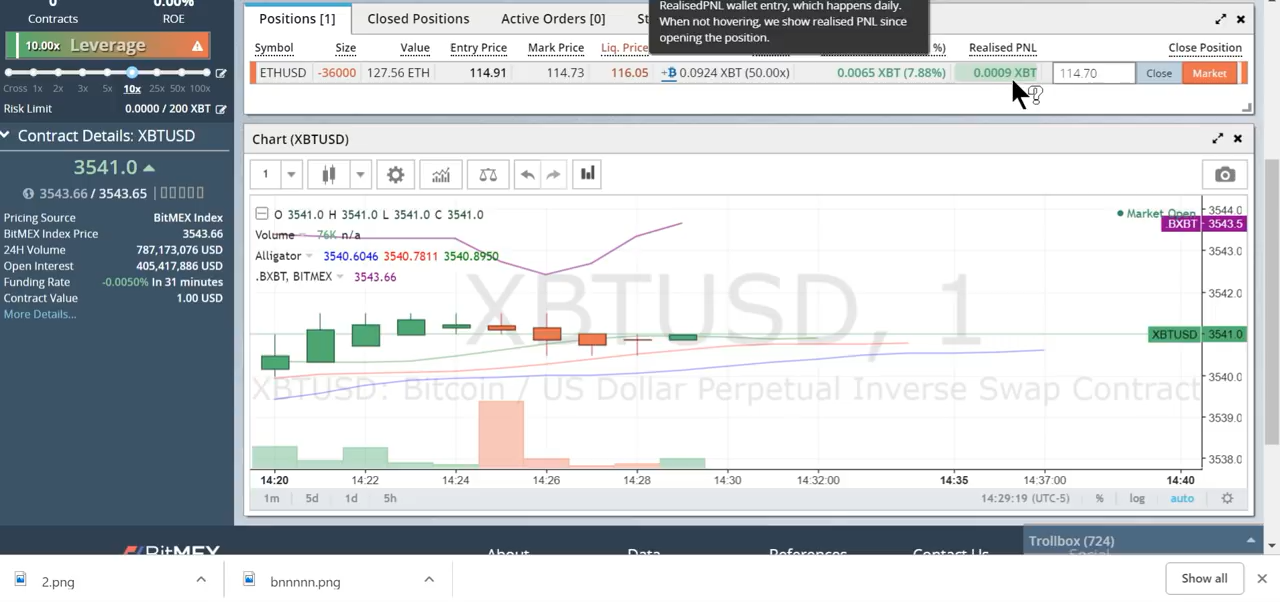 0
0.00%
Contracts
ROE
10.00x Leverage
Cross 1x 2x 3x 5x 10x 25x 50x 100x
Risk Limit 0.0000 / 200 XBT
Contract Details: XBTUSD
3541.0
3543.66 / 3543.65
Pricing Source BitMEX Index
BitMEX Index Price 3543.66
24H Volume 787,173,076 USD
Open Interest 405,417,886 USD
Funding Rate -0.0050% In 31 minutes
Contract Value 1.00 USD
More Details...
Positions [1] Closed Positions Active Orders [0] St
RealisedPNL wallet entry, which happens daily.
When not hovering, we show realised PNL since
opening the position.
Symbol Size Value Entry Price Mark Price Liq. Price %) Realised PNL Close Position
ETHUSD -36000 127.56 ETH 114.91 114.73 116.05 0.0924 XBT (50.00x) 0.0065 XBT (7.88%) 0.0009 XBT 114.70 Close Market
Chart (XBTUSD)
1
O 3541.0 H 3541.0 L 3541.0 C 3541.0
Volume 76K n/a
Alligator 3540.6046 3540.7811 3540.8950
.BXBT, BITMEX 3543.66
Market Open
XBTUSD, 1
XBTUSD: Bitcoin / US Dollar Perpetual Inverse Swap Contract
3544.0
.BXBT 3543.5
3543.0
3542.0
XBTUSD 3541.0
3540.0
3539.0
3538.0
14:20 14:22 14:24 14:26 14:28 14:30 14:32:00 14:35 14:37:00 14:40
1m 5d 1d 5h 14:29:19 (UTC-5) % log auto
BitMEX About Data References Contact Us Social
Trollbox (724)
2.png bnnnnn.png Show all